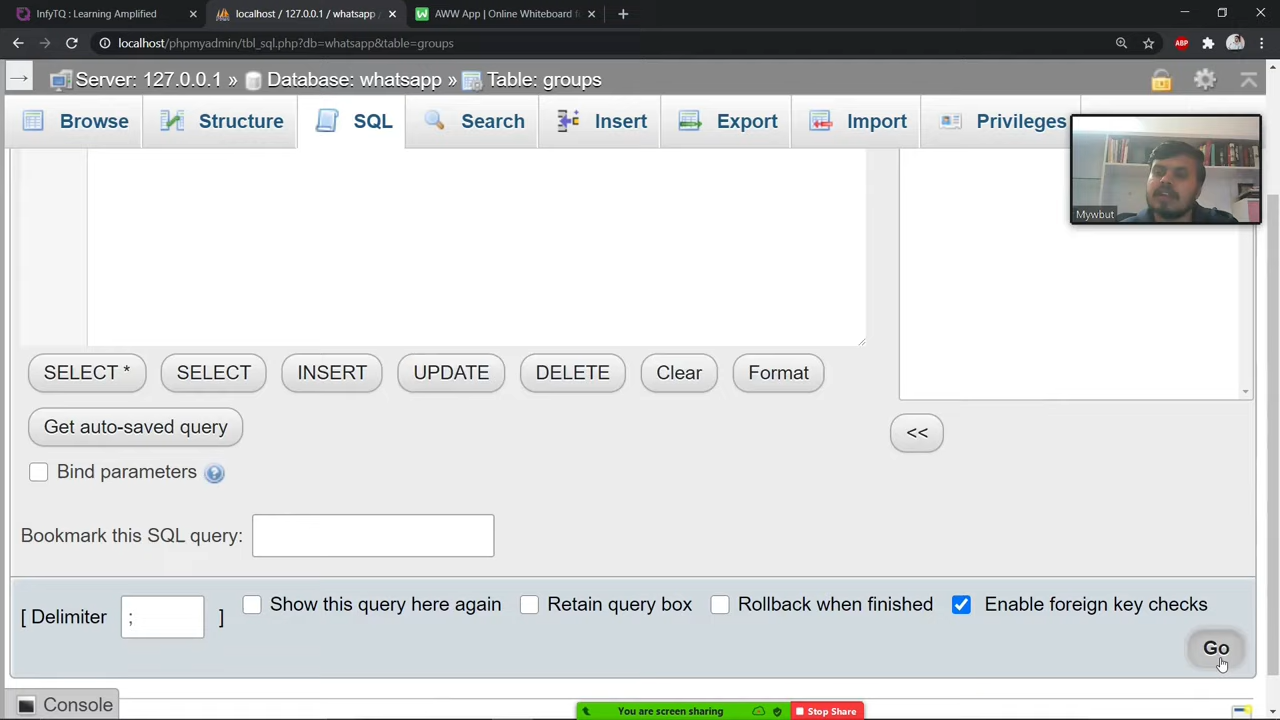 InfyTQ : Learning Amplified
localhost / 127.0.0.1 / whatsapp
AWW App | Online Whiteboard f
localhost/phpmyadmin/tbl_sql.php?db=whatsapp&table=groups
ABP
Server: 127.0.0.1 » Database: whatsapp » Table: groups
Browse Structure SQL Search Insert Export Import Privileges
Mywbut
SELECT * SELECT INSERT UPDATE DELETE Clear Format
Get auto-saved query
<<
Bind parameters
Bookmark this SQL query:
[ Delimiter ; ] Show this query here again Retain query box Rollback when finished Enable foreign key checks
Go
Console
You are screen sharing Stop Share